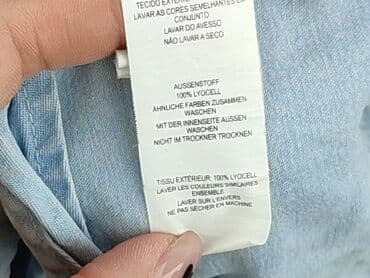 TECIDO EXTERIOR
LAVAR AS CORES SEMELHANTES EM
CONJUNTO
LAVAR DO AVESSO
NÃO LAVAR A SECO
AUSSENSTOFF
100% LYOCELL
ÄHNLICHE FARBEN ZUSAMMEN
WASCHEN
MIT DER INNENSEITE AUSSEN
WASCHEN
NICHT IM TROCKNER TROCKNEN
TISSU EXTÉRIEUR: 100% LYOCELL
LAVER LES COULEURS SIMILAIRES
ENSEMBLE
LAVER SUR L'ENVERS
NE PAS SÉCHER EN MACHINE